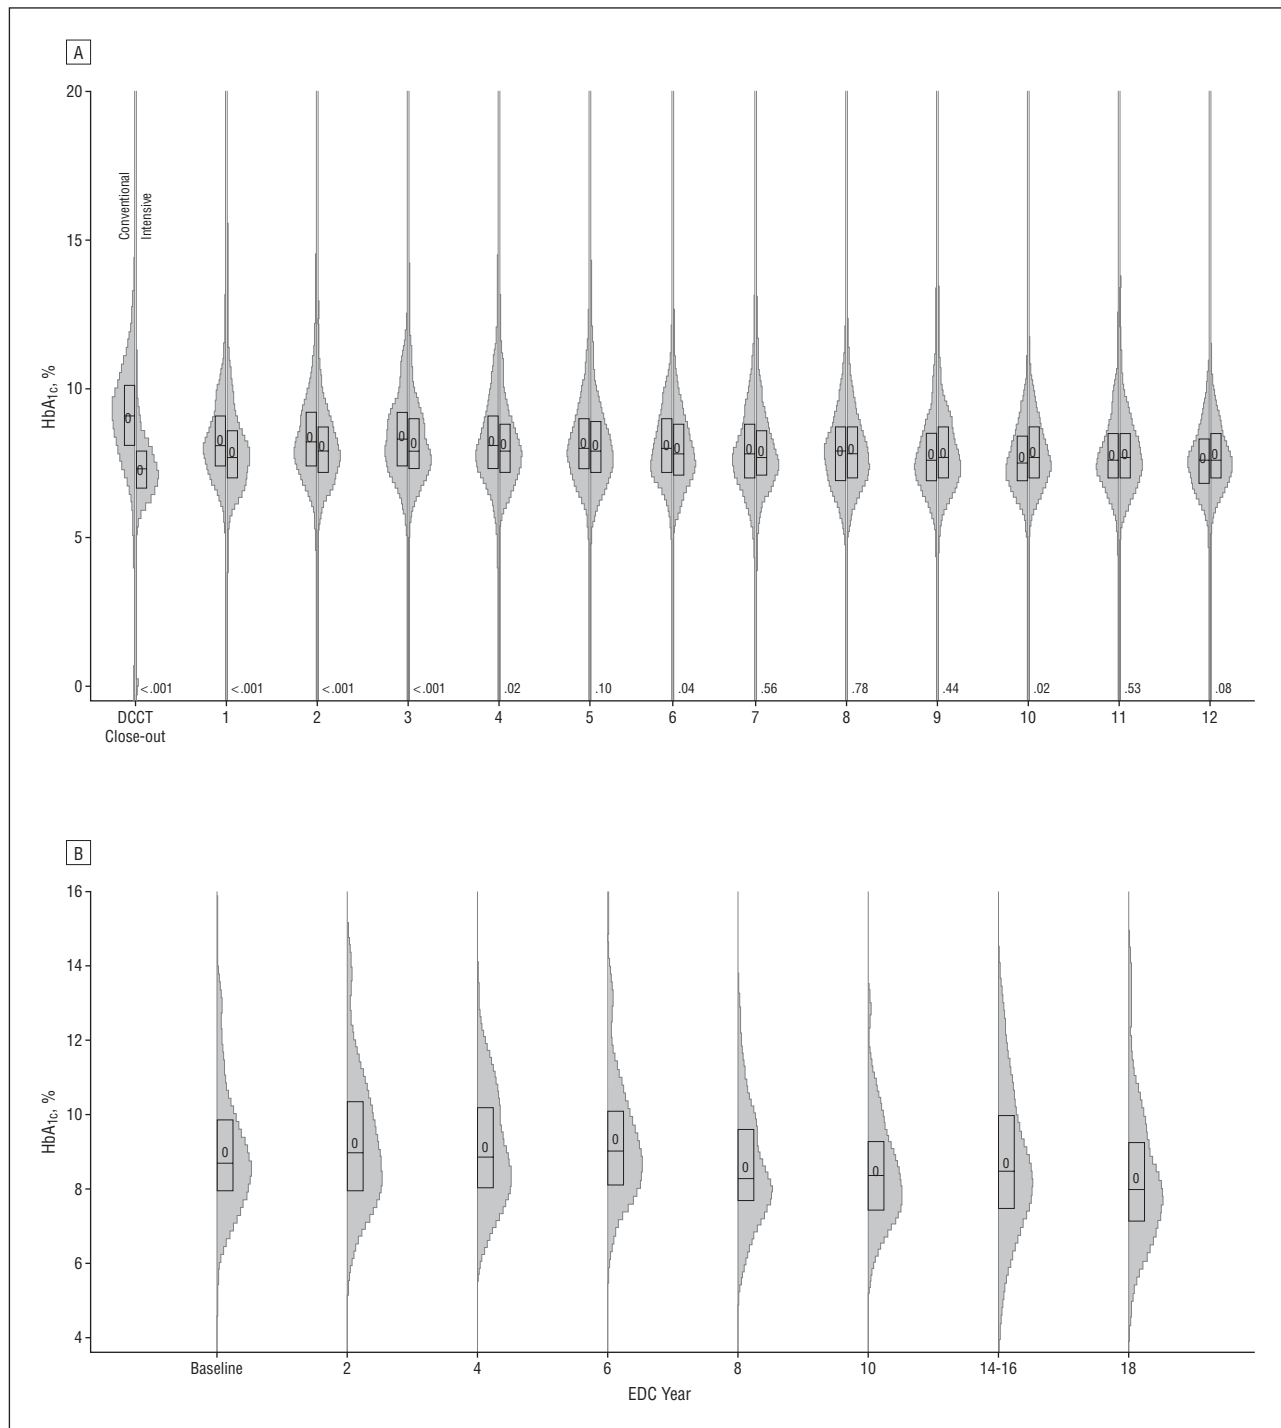 A
20
15
10
5
0
HbA1c, %
Conventional
Intensive
0 0 0 0 0 0 0 0 0 0 0 0 0 0 0 0 0 0 0 0 0 0 0 0 0 0
<.001 <.001 <.001 <.001 .02 .10 .04 .56 .78 .44 .02 .53 .08
DCCT 1 2 3 4 5 6 7 8 9 10 11 12
Close-out
B
16
14
12
10
8
6
4
HbA1c, %
0 0 0 0 0 0 0 0
Baseline 2 4 6 8 10 14-16 18
EDC Year